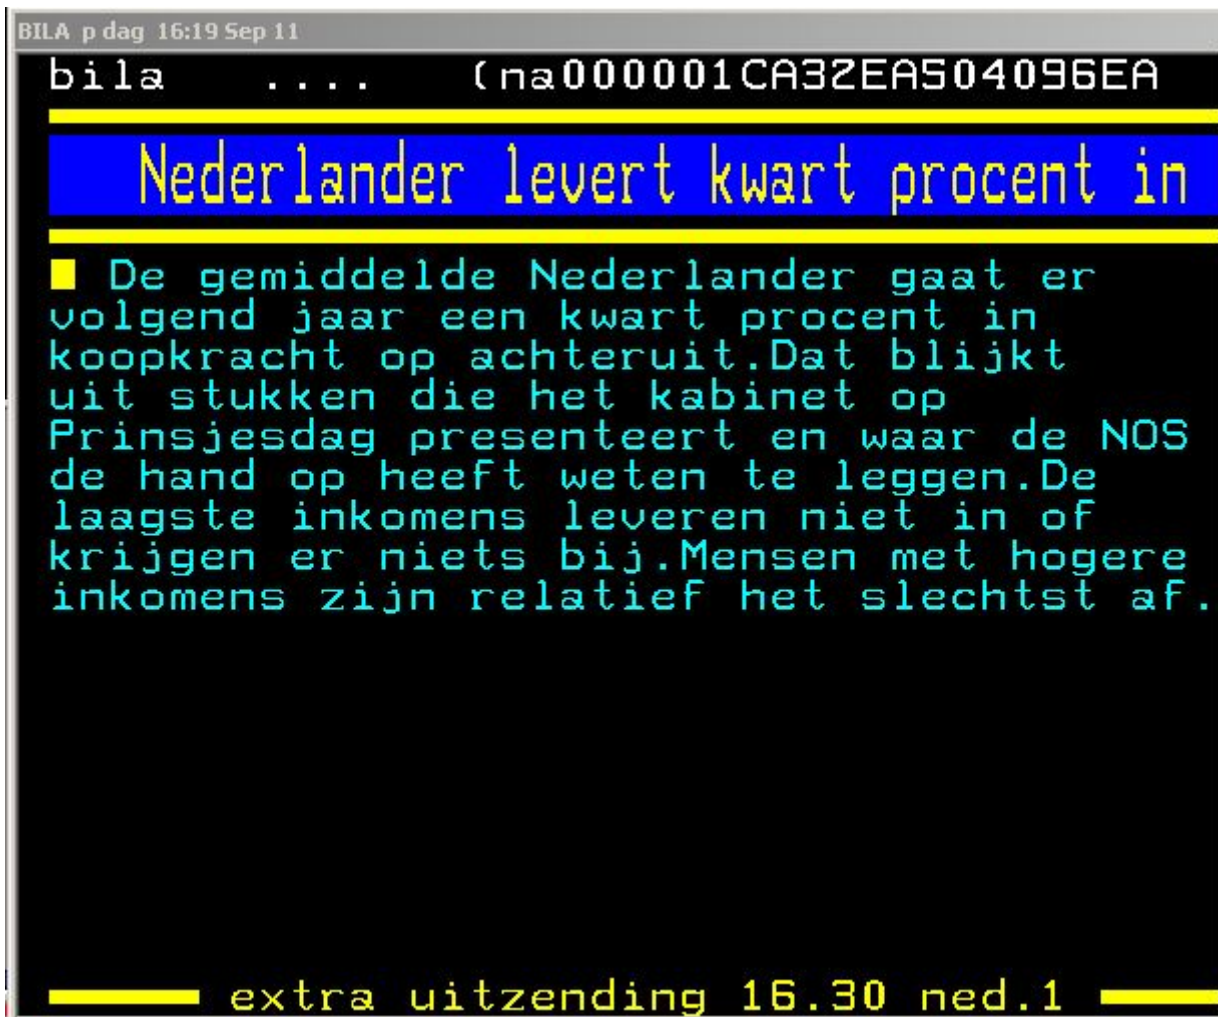 BILA p dag 16:19 Sep 11
bila .... (na000001CA32EA504096EA
Nederlander levert kwart procent in
De gemiddelde Nederlander gaat er
volgend jaar een kwart procent in
koopkracht op achteruit.Dat blijkt
uit stukken die het kabinet op
Prinsjesdag presenteert en waar de NOS
de hand op heeft weten te leggen.De
laagste inkomens leveren niet in of
krijgen er niets bij.Mensen met hogere
inkomens zijn relatief het slechtst af.
extra uitzending 16.30 ned.1